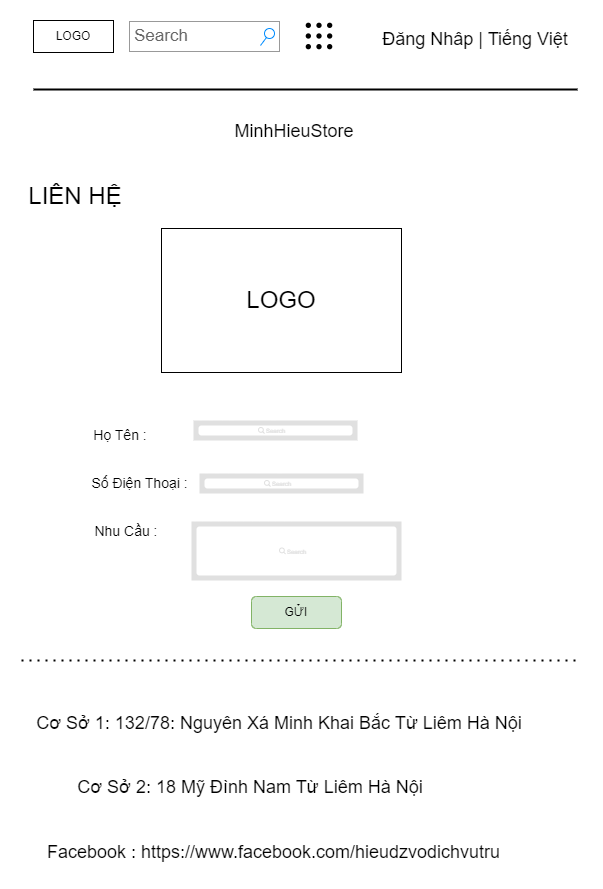 LOGO
Search
Đăng Nhâp | Tiếng Việt
MinhHieuStore
LIÊN HỆ
LOGO
Họ Tên :
Search
Số Điện Thoại :
Search
Nhu Cầu :
Search
GỬI
Cơ Sở 1: 132/78: Nguyên Xá Minh Khai Bắc Từ Liêm Hà Nội
Cơ Sở 2: 18 Mỹ Đình Nam Từ Liêm Hà Nội
Facebook : https://www.facebook.com/hieudzvodichvutru